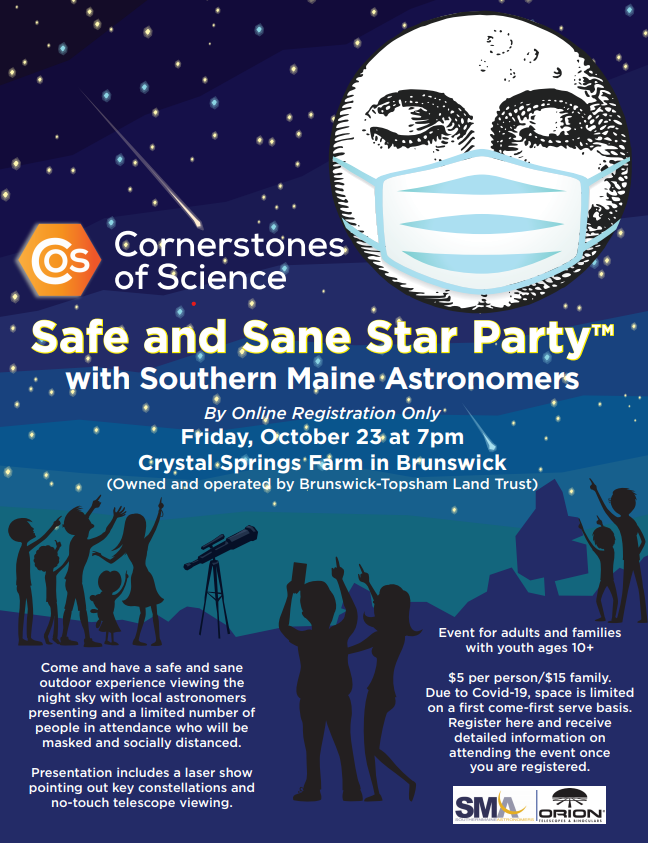 COS
Cornerstones
of Science
Safe and Sane Star Party™
with Southern Maine Astronomers
By Online Registration Only
Friday, October 23 at 7pm
Crystal Springs Farm in Brunswick
(Owned and operated by Brunswick-Topsham Land Trust)
Come and have a safe and sane
outdoor experience viewing the
night sky with local astronomers
presenting and a limited number of
people in attendance who will be
masked and socially distanced.
Presentation includes a laser show
pointing out key constellations and
no-touch telescope viewing.
Event for adults and families
with youth ages 10+
$5 per person/$15 family.
Due to Covid-19, space is limited
on a first come-first serve basis.
Register here and receive
detailed information on
attending the event once
you are registered.
SMA
ORION
TELESCOPES & BINOCULARS